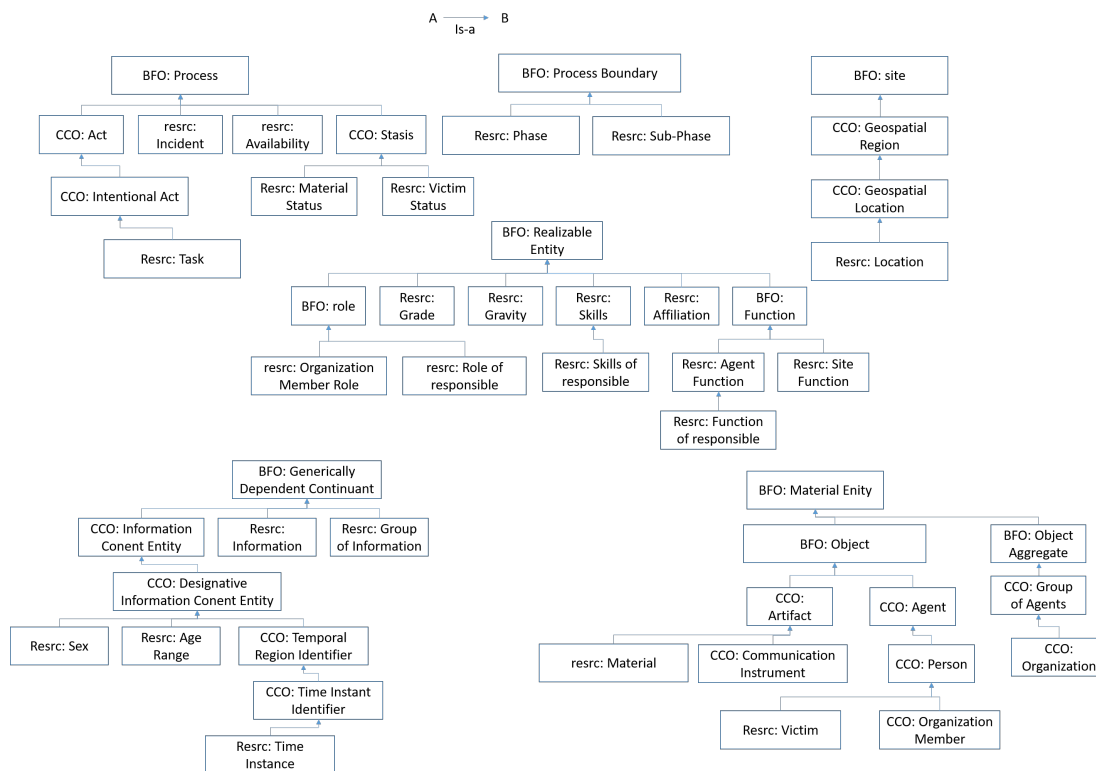 A B
Is-a
BFO: Process
CCO: Act
resrc:
Incident
resrc:
Availability
CCO: Stasis
CCO: Intentional Act
Resrc: Material
Status
Resrc: Victim
Status
Resrc: Task
BFO: Process Boundary
Resrc: Phase
Resrc: Sub-Phase
BFO: site
CCO: Geospatial
Region
CCO: Geospatial
Location
Resrc: Location
BFO: Realizable
Entity
BFO: role
Resrc:
Grade
Resrc:
Gravity
Resrc:
Skills
Resrc:
Affiliation
BFO:
Function
resrc: Organization
Member Role
resrc: Role of
responsible
Resrc: Skills of
responsible
Resrc: Agent
Function
Resrc: Site
Function
Resrc: Function
of responsible
BFO: Generically
Dependent Continuant
CCO: Information
Conent Entity
Resrc:
Information
Resrc: Group
of Information
CCO: Designative
Information Conent Entity
Resrc: Sex
Resrc: Age
Range
CCO: Temporal
Region Identifier
CCO: Time Instant
Identifier
Resrc: Time
Instance
BFO: Material Enity
BFO: Object
BFO: Object
Aggregate
CCO:
Artifact
CCO: Agent
CCO: Group
of Agents
resrc: Material
CCO: Communication
Instrument
CCO: Person
CCO:
Organization
Resrc: Victim
CCO: Organization
Member